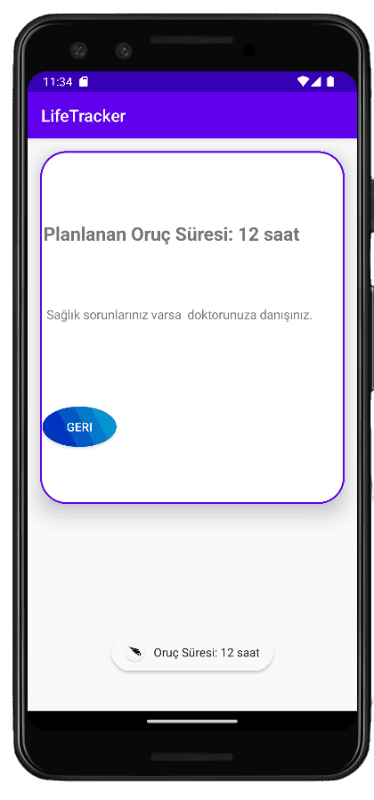 11:34
LifeTracker
Planlanan Oruç Süresi: 12 saat
Sağlık sorunlarınız varsa  doktorunuza danışınız.
GERI
Oruç Süresi: 12 saat